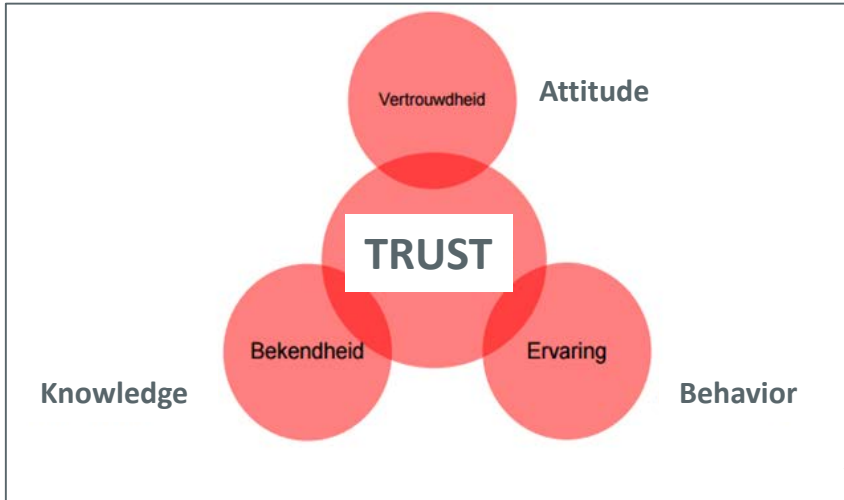 Vertrouwdheid
Attitude
TRUST
Bekendheid
Ervaring
Knowledge
Behavior